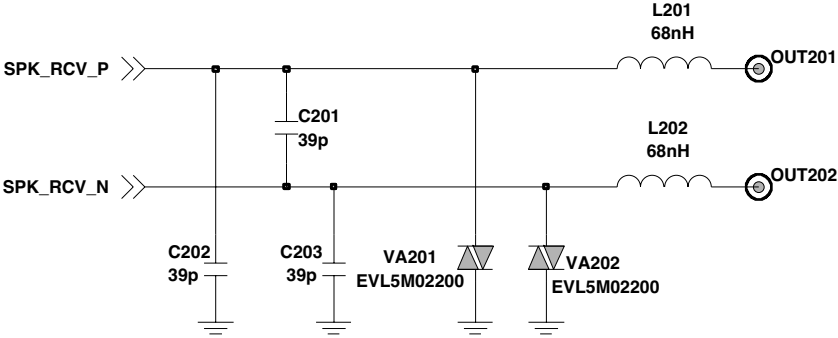 L201
68nH
SPK_RCV_P
OUT201
C201
39p
L202
68nH
SPK_RCV_N
OUT202
C202
39p
C203
39p
VA201
EVL5M02200
VA202
EVL5M02200